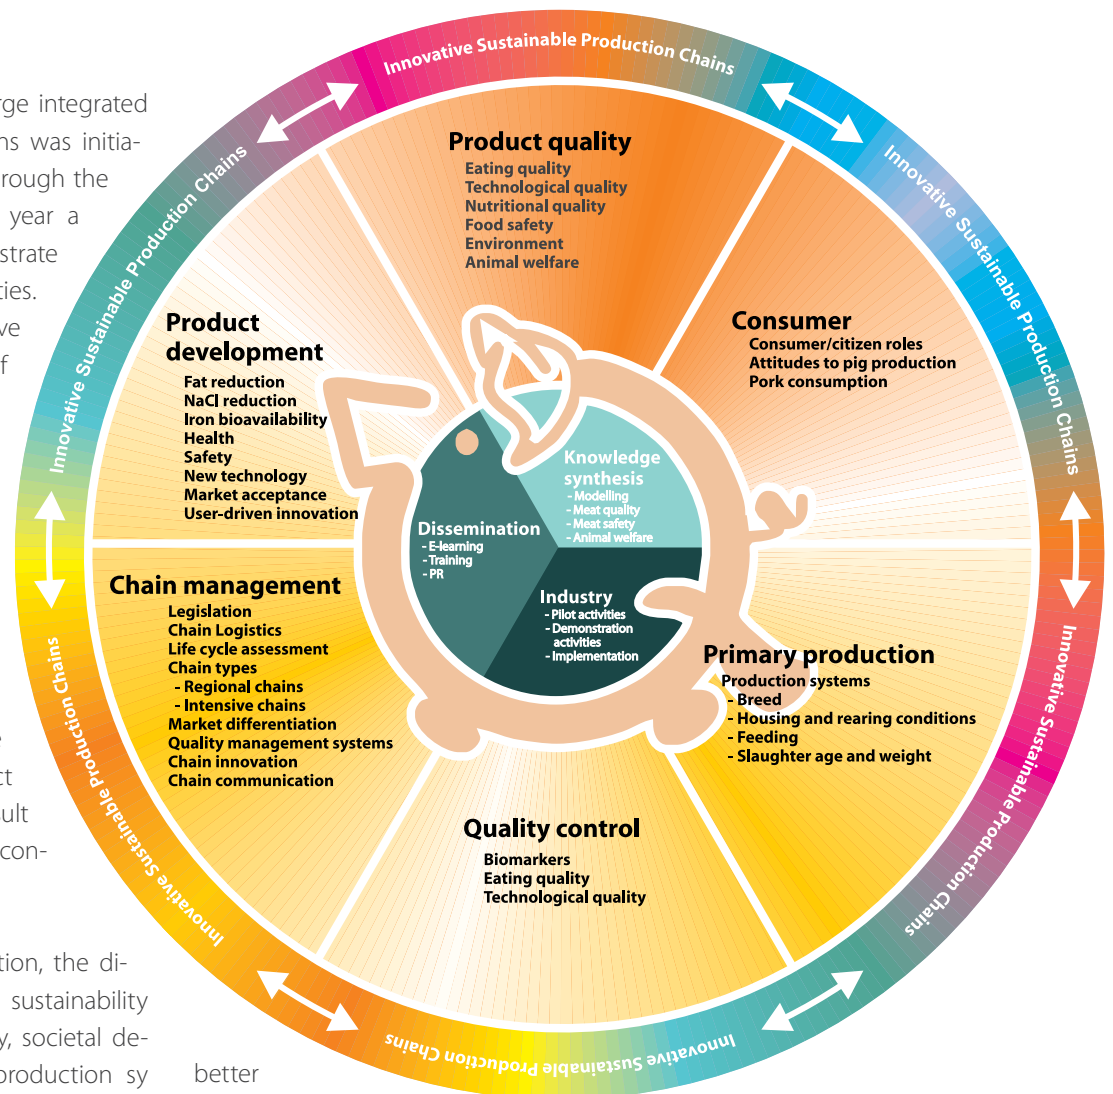 Innovative Sustainable Production Chains
Innovative Sustainable Production Chains
Innovative Sustainable Production Chains
Innovative Sustainable Production Chains
Innovative Sustainable Production Chains
Innovative Sustainable Production Chains
rge integrated
ns was initia-
rough the
year a
strate
ties.
ve
f
e
ct
sult
con-
tion, the di-
sustainability
y, societal de-
production sy
better
Product quality
Eating quality
Technological quality
Nutritional quality
Food safety
Environment
Animal welfare
Consumer
Consumer/citizen roles
Attitudes to pig production
Pork consumption
Product
development
Fat reduction
NaCl reduction
Iron bioavailability
Health
Safety
New technology
Market acceptance
User-driven innovation
Knowledge
synthesis
- Modelling
- Meat quality
- Meat safety
- Animal welfare
Dissemination
- E-learning
- Training
- PR
Industry
- Pilot activities
- Demonstration
activities
- Implementation
Chain management
Legislation
Chain Logistics
Life cycle assessment
Chain types
- Regional chains
- Intensive chains
Market differentiation
Quality management systems
Chain innovation
Chain communication
Primary production
Production systems
- Breed
- Housing and rearing conditions
- Feeding
- Slaughter age and weight
Quality control
Biomarkers
Eating quality
Technological quality